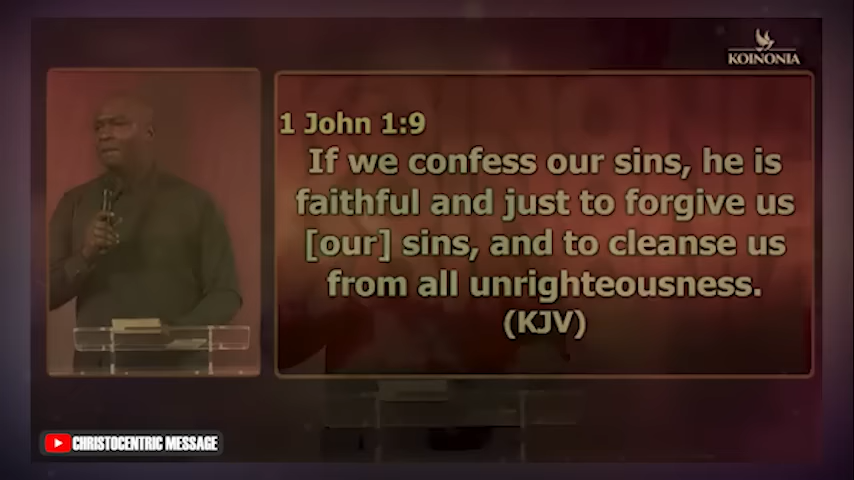 KOINONIA
1 John 1:9
If we confess our sins, he is
faithful and just to forgive us
[our] sins, and to cleanse us
from all unrighteousness.
(KJV)
CHRISTOCENTRIC MESSAGE